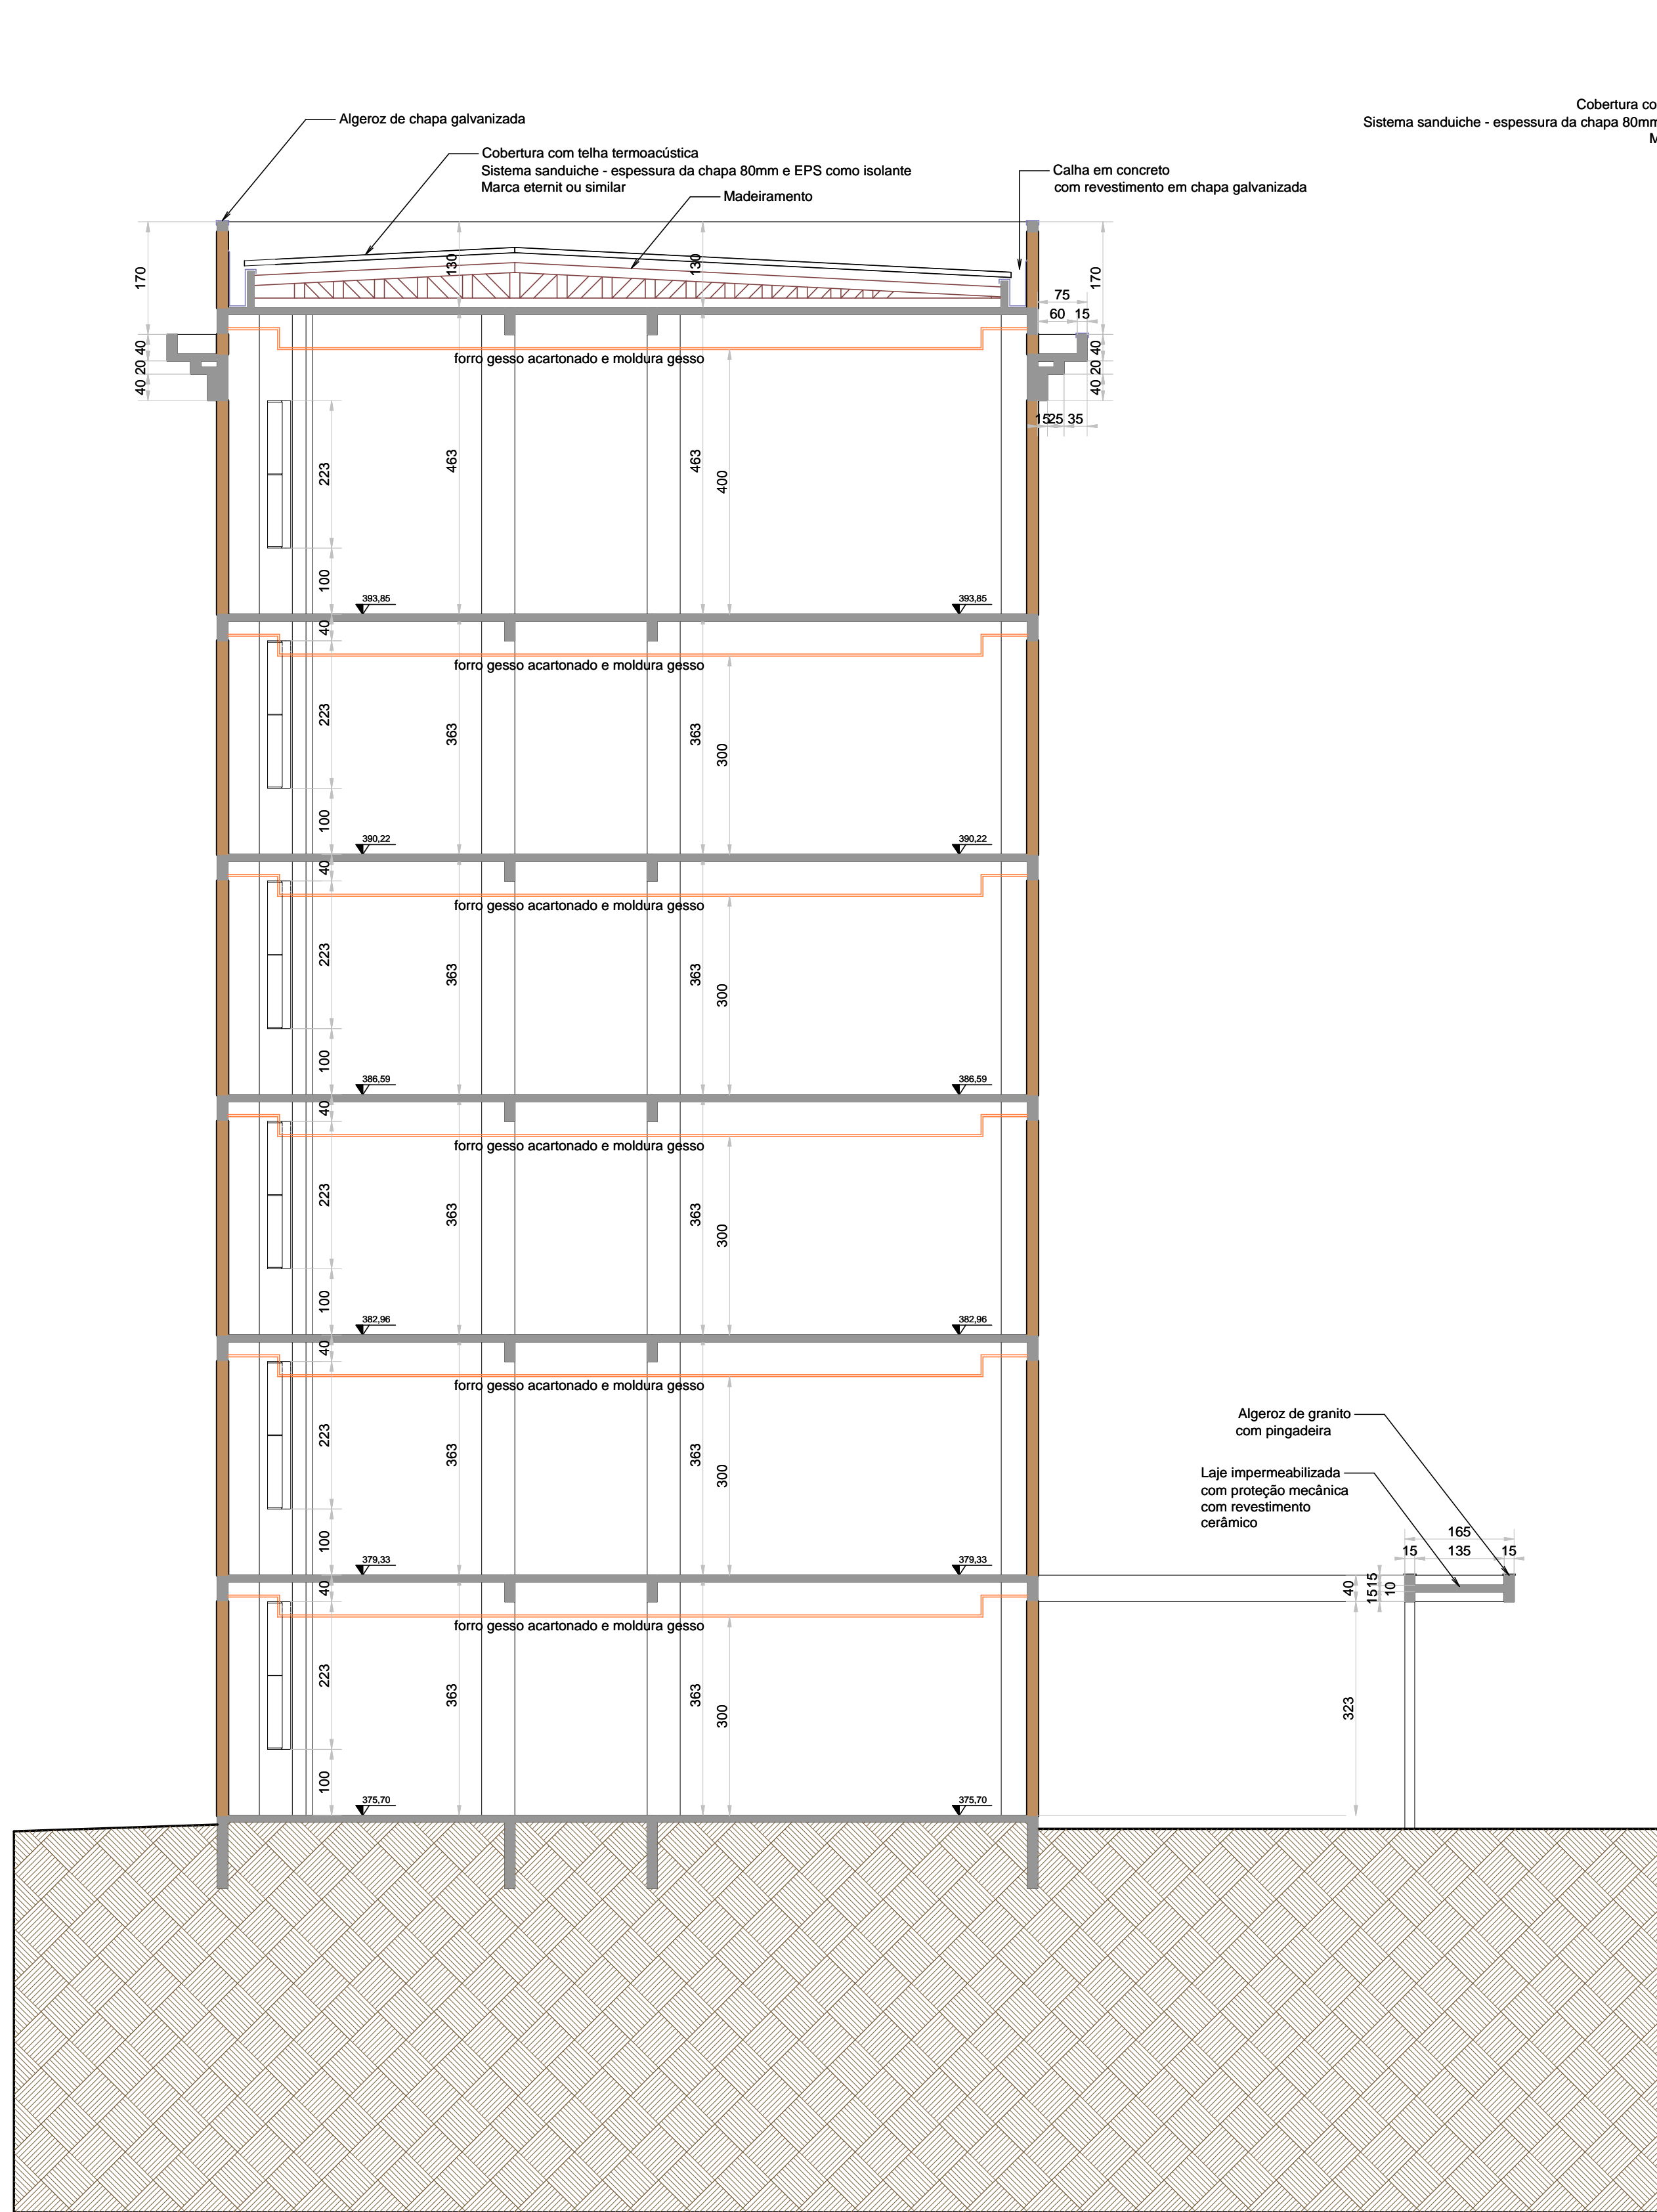 Algeroz de chapa galvanizada
Cobertura com telha termoacústica
Sistema sanduiche - espessura da chapa 80mm e EPS como isolante
Marca eternit ou similar
Madeiramento
Calha em concreto
com revestimento em chapa galvanizada
Cobertura co
Sistema sanduiche - espessura da chapa 80mm
M
170
130
130
170
75
60 15
40
20
40
40
20
40
15 25 35
forro gesso acartonado e moldura gesso
223
463
463
400
100
393,85
393,85
40
forro gesso acartonado e moldura gesso
223
363
363
300
100
390,22
390,22
40
forro gesso acartonado e moldura gesso
223
363
363
300
100
386,59
386,59
40
forro gesso acartonado e moldura gesso
223
363
363
300
100
382,96
382,96
40
forro gesso acartonado e moldura gesso
223
363
363
300
100
379,33
379,33
40
forro gesso acartonado e moldura gesso
223
363
363
300
100
375,70
375,70
Algeroz de granito
com pingadeira
Laje impermeabilizada
com proteção mecânica
com revestimento
cerâmico
165
15 135 15
40
15
10
15
323